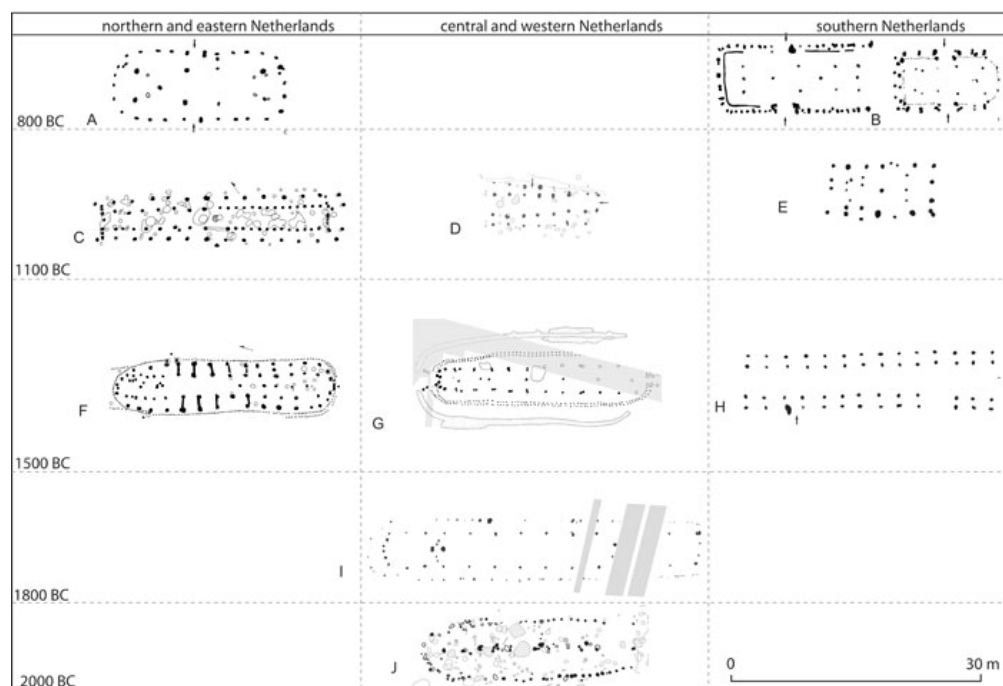 northern and eastern Netherlands
central and western Netherlands
southern Netherlands
A
B
800 BC
C
D
E
1100 BC
F
G
H
1500 BC
I
1800 BC
J
0 30 m
2000 BC